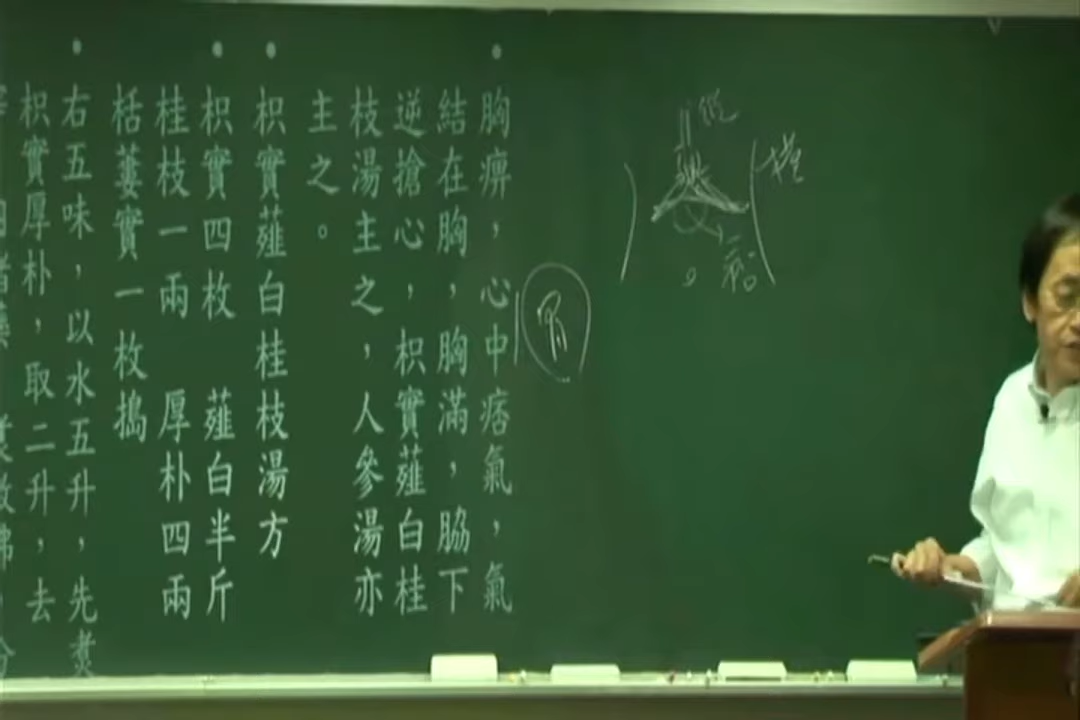 胸痹，心中痞氣，氣
結在胸，胸滿，脇下
逆搶心，枳實薤白桂
枝湯主之，人參湯亦
主之。
枳實薤白桂枝湯方
枳實四枚 薤白半斤
桂枝一兩 厚朴四兩
栝蔞實一枚搗
右五味，以水五升，先煮
枳實厚朴，取二升，去